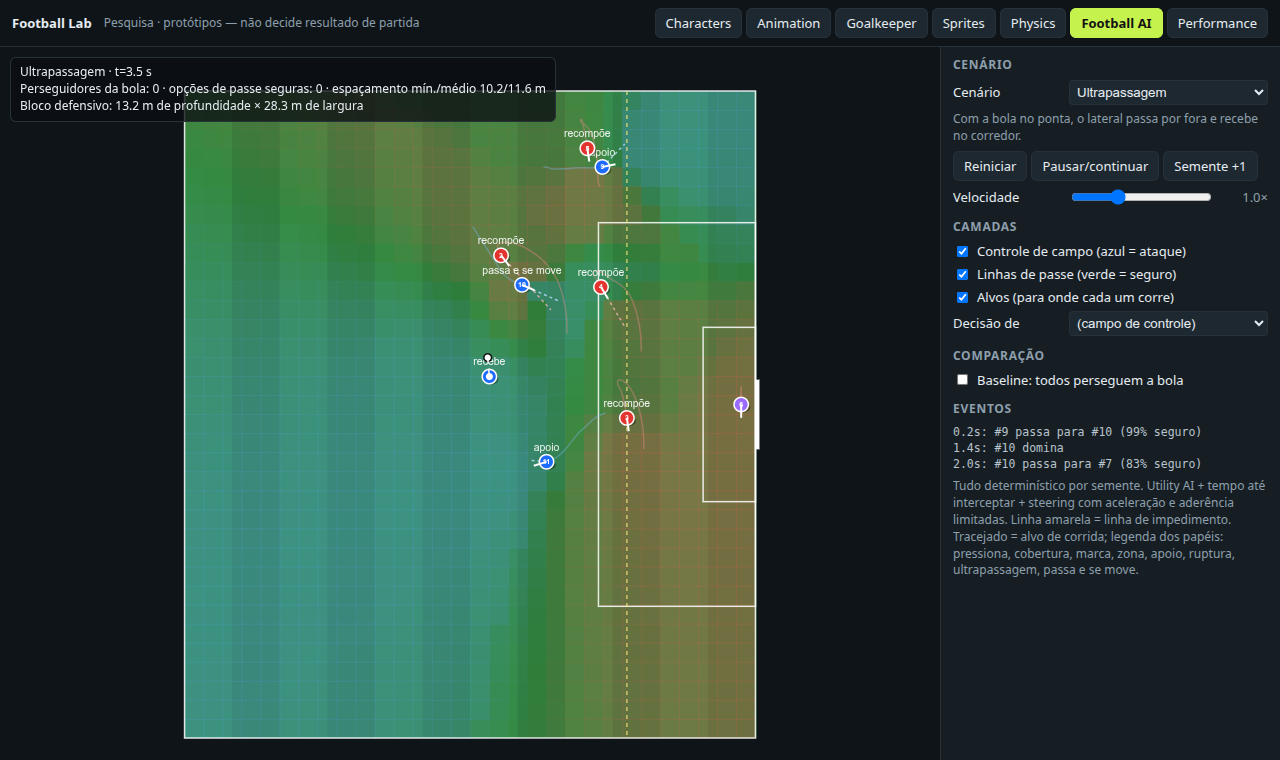 Football Lab Pesquisa · protótipos — não decide resultado de partida Characters Animation Goalkeeper Sprites Physics Football AI Performance
Ultrapassagem · t=3.5 s
Perseguidores da bola: 0 · opções de passe seguras: 0 · espaçamento mín./médio 10.2/11.6 m
Bloco defensivo: 13.2 m de profundidade × 28.3 m de largura
recompõe
apoio
recompõe
passa e se move
recompõe
10
recebe
recompõe
apoio
11
CENÁRIO
Cenário Ultrapassagem
Com a bola no ponta, o lateral passa por fora e recebe
no corredor.
Reiniciar Pausar/continuar Semente +1
Velocidade 1.0×
CAMADAS
Controle de campo (azul = ataque)
Linhas de passe (verde = seguro)
Alvos (para onde cada um corre)
Decisão de (campo de controle)
COMPARAÇÃO
Baseline: todos perseguem a bola
EVENTOS
0.2s: #9 passa para #10 (99% seguro)
1.4s: #10 domina
2.0s: #10 passa para #7 (83% seguro)
Tudo determinístico por semente. Utility AI + tempo até
interceptar + steering com aceleração e aderência
limitadas. Linha amarela = linha de impedimento.
Tracejado = alvo de corrida; legenda dos papéis:
pressiona, cobertura, marca, zona, apoio, ruptura,
ultrapassagem, passa e se move.